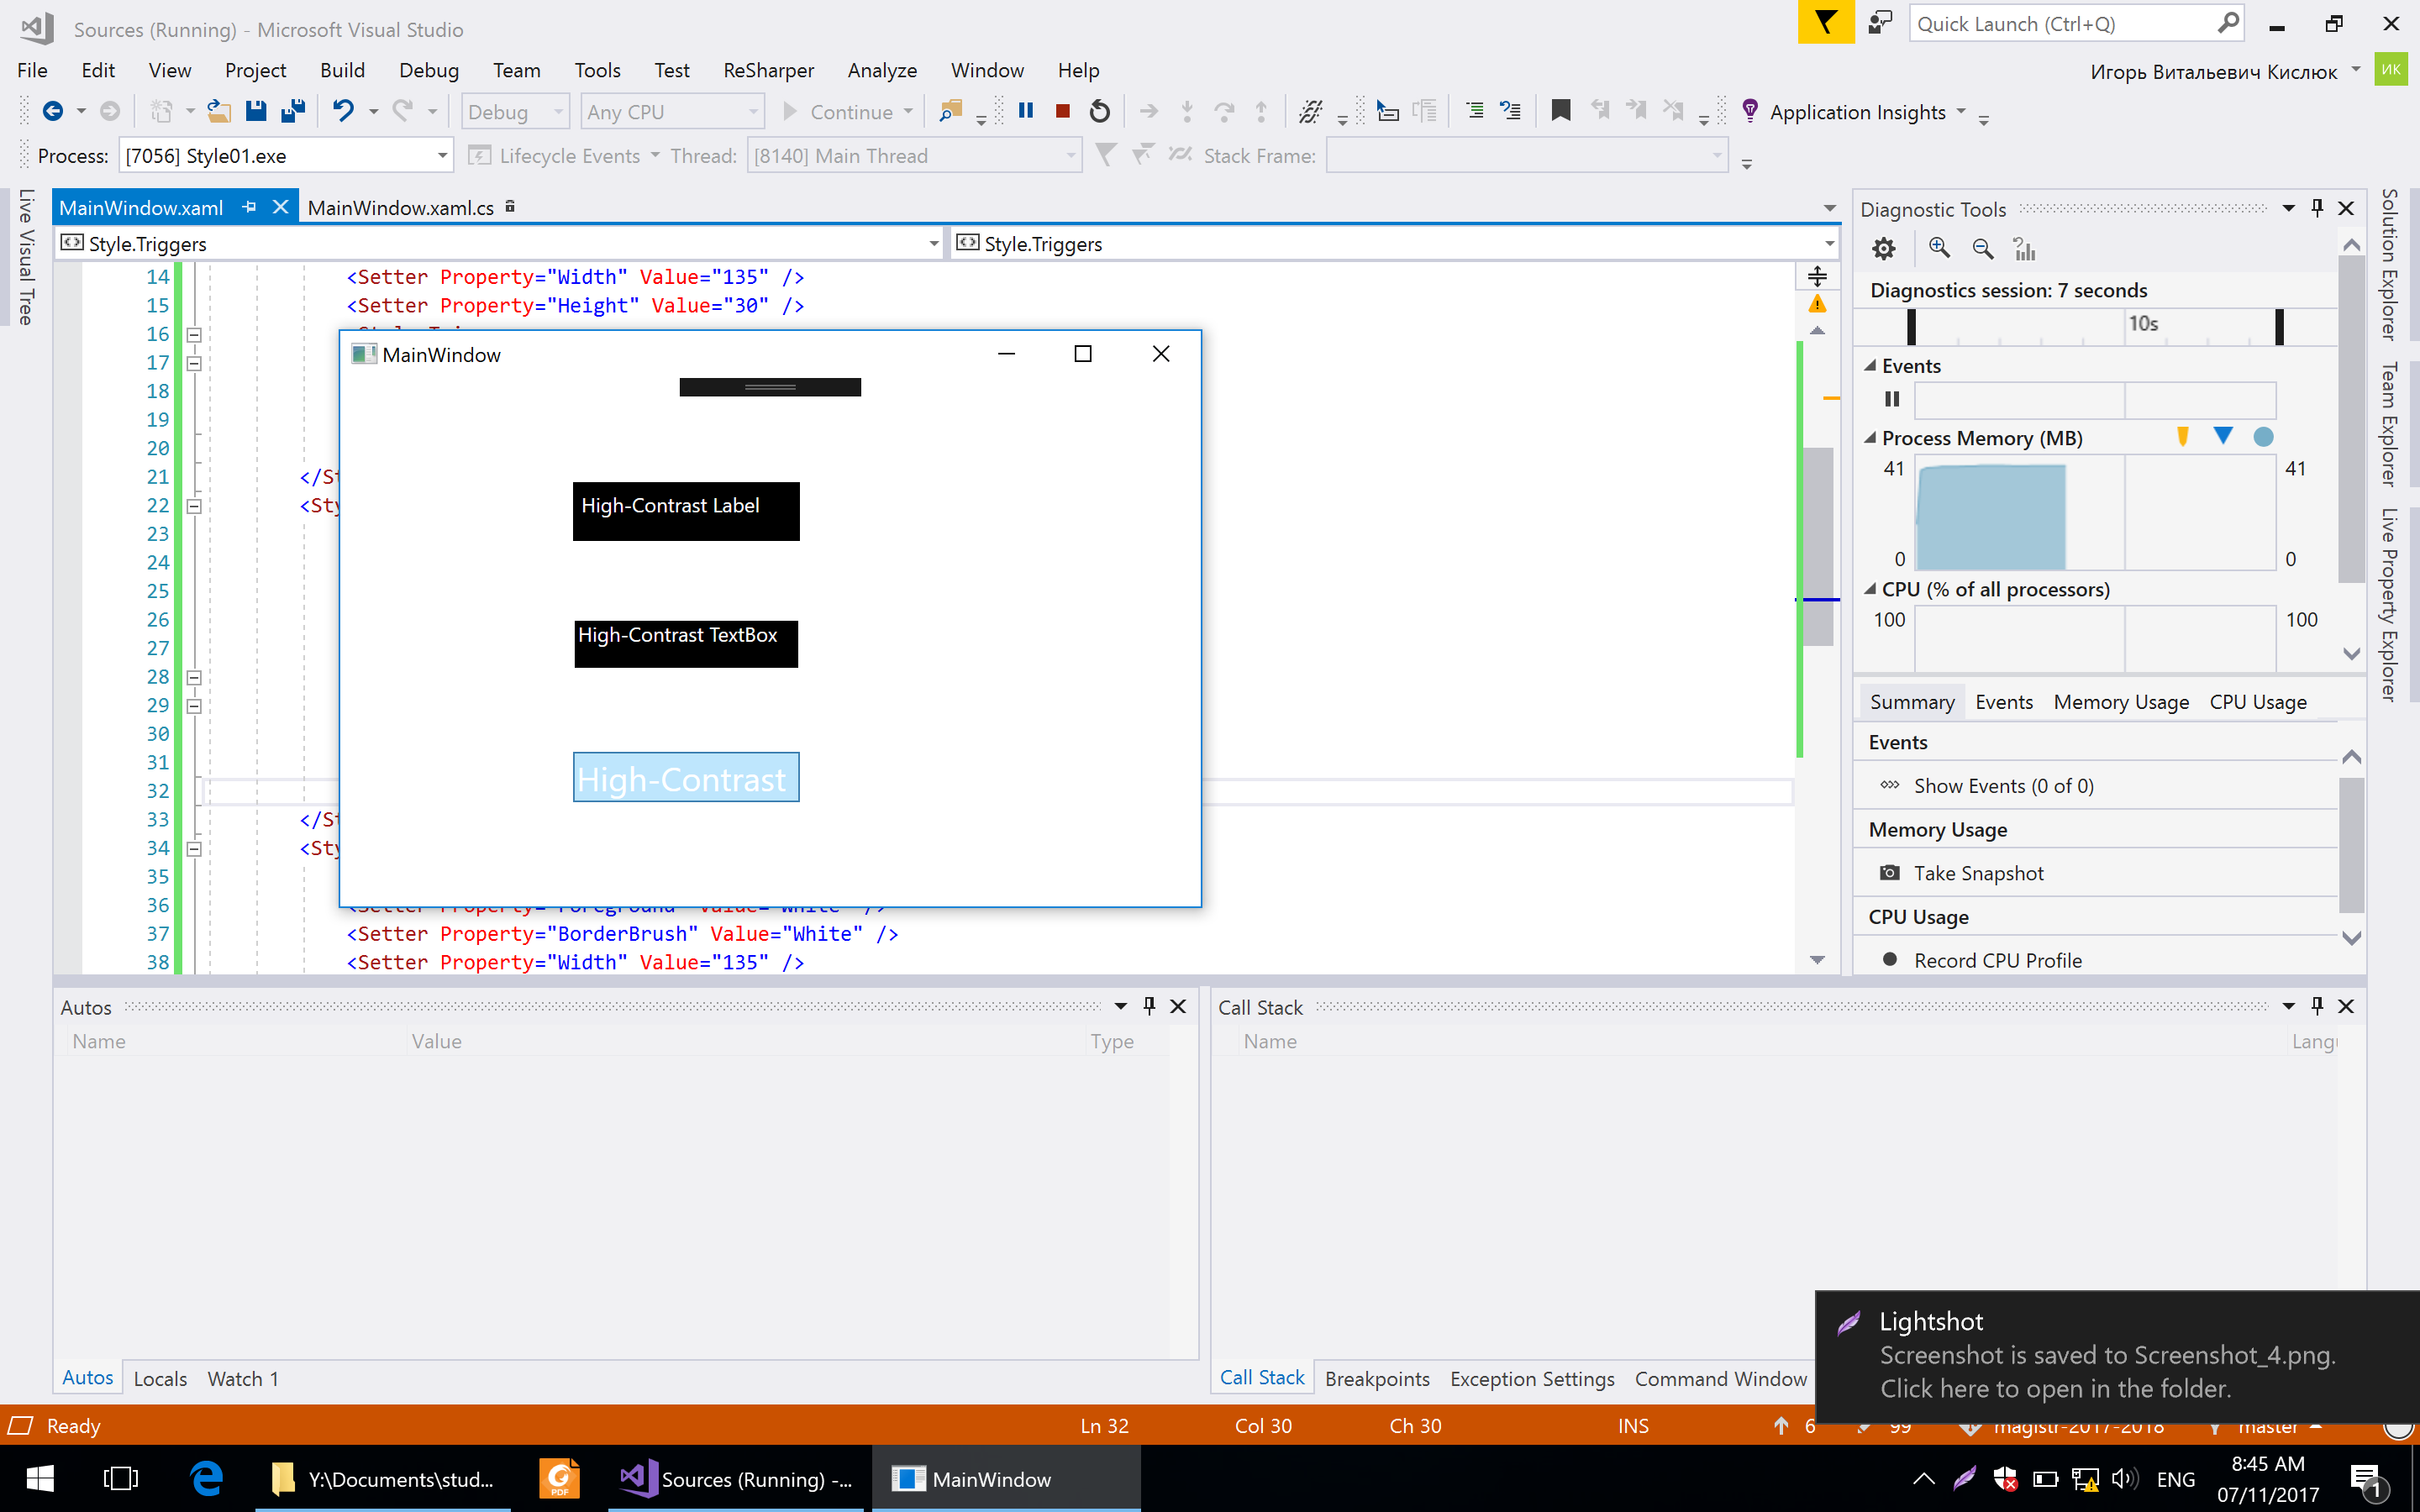 Sources (Running) - Microsoft Visual Studio
Quick Launch (Ctrl+Q)
File Edit View Project Build Debug Team Tools Test ReSharper Analyze Window Help
Игорь Витальевич Кислюк
ИК
Debug Any CPU Continue Application Insights
Process: [7056] Style01.exe Lifecycle Events Thread: [8140] Main Thread Stack Frame:
Live Visual Tree
MainWindow.xaml MainWindow.xaml.cs
Style.Triggers Style.Triggers
14 <Setter Property="Width" Value="135" />
15 <Setter Property="Height" Value="30" />
16
17
18
19
20
21 </St
22 <Sty
23
24
25
26
27
28
29
30
31
32
33 </St
34 <Sty
35
36 <Setter Property="Foreground" Value="White" />
37 <Setter Property="BorderBrush" Value="White" />
38 <Setter Property="Width" Value="135" />
MainWindow
High-Contrast Label
High-Contrast TextBox
High-Contrast
Diagnostic Tools
Diagnostics session: 7 seconds
10s
Events
Process Memory (MB)
41 41
0 0
CPU (% of all processors)
100 100
Summary Events Memory Usage CPU Usage
Events
Show Events (0 of 0)
Memory Usage
Take Snapshot
CPU Usage
Record CPU Profile
Solution Explorer
Team Explorer
Live Property Explorer
Autos
Name Value Type
Autos Locals Watch 1
Call Stack
Name Lang
Call Stack Breakpoints Exception Settings Command Window
Lightshot
Screenshot is saved to Screenshot_4.png.
Click here to open in the folder.
Ready Ln 32 Col 30 Ch 30 INS 6 99 magistr-2017-2018 master
Y:\Documents\stud... PDF Sources (Running) -... MainWindow
ENG
8:45 AM
07/11/2017
1